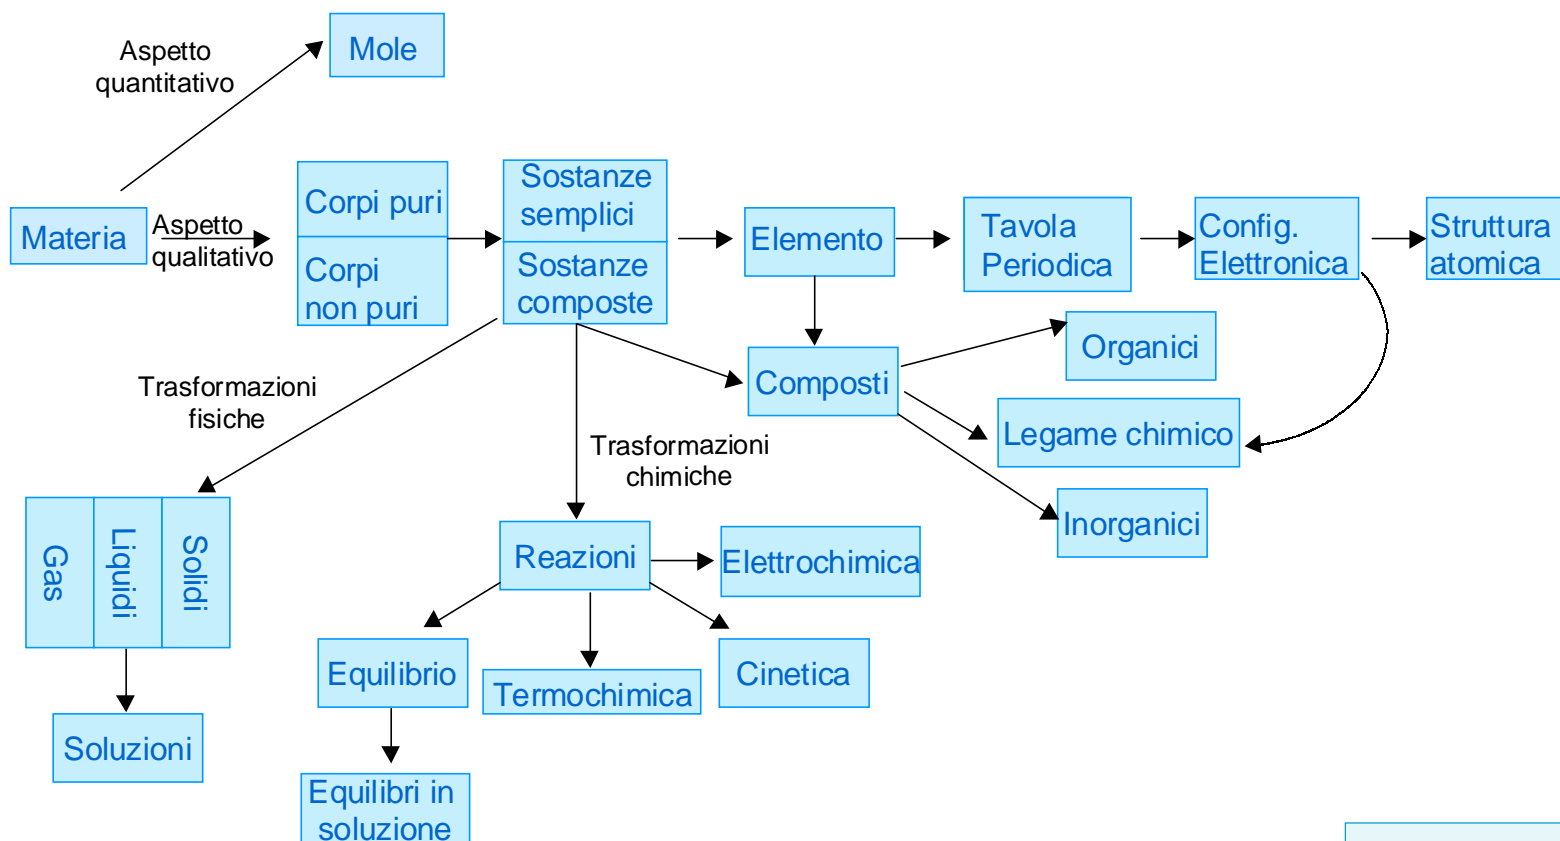 Aspetto
quantitativo
Mole
Materia
Aspetto
qualitativo
Corpi puri
Corpi
non puri
Sostanze
semplici
Sostanze
composte
Elemento
Tavola
Periodica
Config.
Elettronica
Struttura
atomica
Composti
Organici
Legame chimico
Inorganici
Trasformazioni
fisiche
Trasformazioni
chimiche
Gas
Liquidi
Solidi
Soluzioni
Reazioni
Elettrochimica
Equilibrio
Termochimica
Cinetica
Equilibri in
soluzione